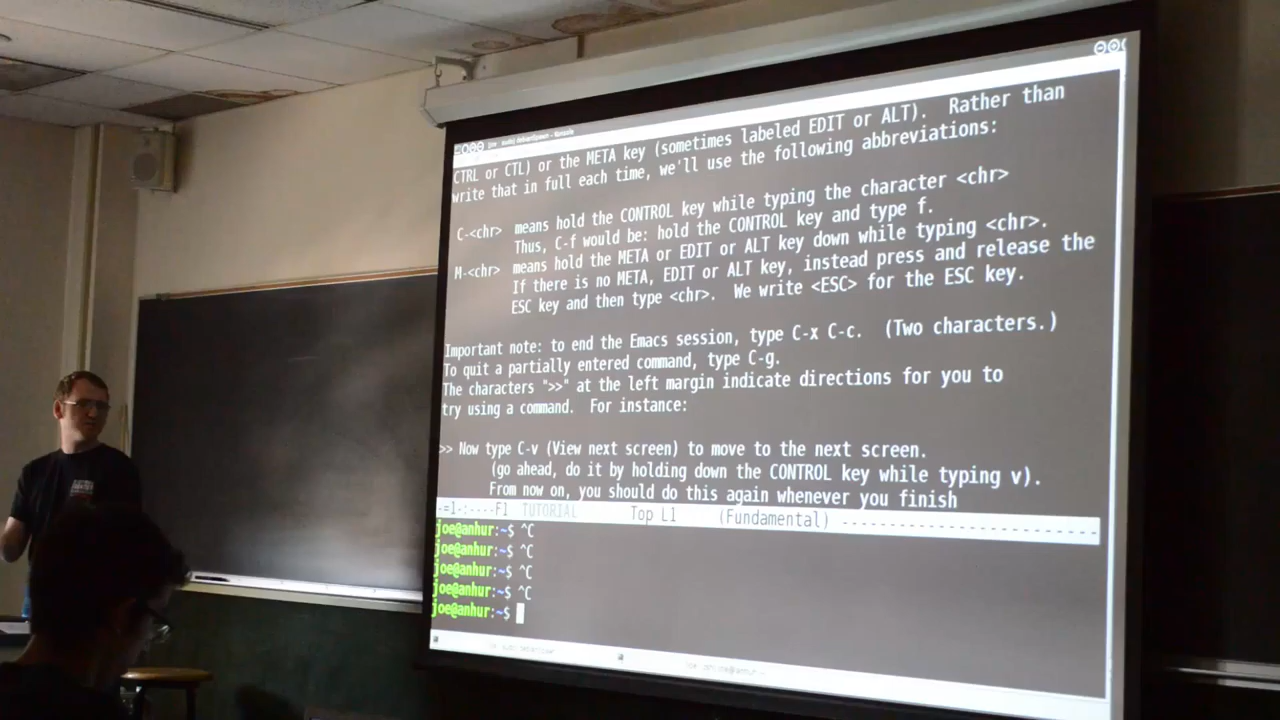 CTRL or CTL) or the META key (sometimes labeled EDIT or ALT).  Rather than
write that in full each time, we'll use the following abbreviations:
C-<chr>  means hold the CONTROL key while typing the character <chr>
Thus, C-f would be: hold the CONTROL key and type f.
M-<chr>  means hold the META or EDIT or ALT key down while typing <chr>.
If there is no META, EDIT or ALT key, instead press and release the
ESC key and then type <chr>.  We write <ESC> for the ESC key.
Important note: to end the Emacs session, type C-x C-c.  (Two characters.)
To quit a partially entered command, type C-g.
The characters ">>" at the left margin indicate directions for you to
try using a command.  For instance:
>> Now type C-v (View next screen) to move to the next screen.
(go ahead, do it by holding down the CONTROL key while typing v).
From now on, you should do this again whenever you finish
-=1-:----F1  TUTORIAL       Top L1     (Fundamental) -----------------------------
joe@anhur:~$ ^C
joe@anhur:~$ ^C
joe@anhur:~$ ^C
joe@anhur:~$ ^C
joe@anhur:~$